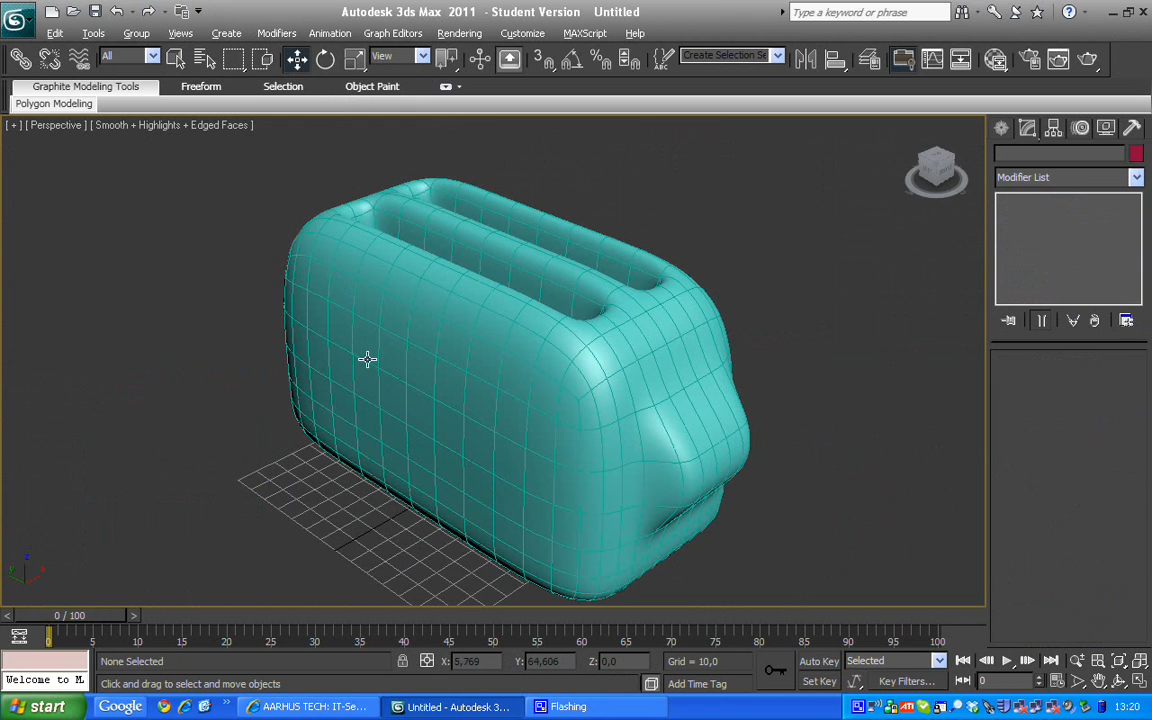 Autodesk 3ds Max 2011 - Student Version Untitled
Type a keyword or phrase
Edit Tools Group Views Create Modifiers Animation Graph Editors Rendering Customize MAXScript Help
All View Create Selection Se
Graphite Modeling Tools Freeform Selection Object Paint
Polygon Modeling
[ + ] [ Perspective ] [ Smooth + Highlights + Edged Faces ]
Modifier List
0 / 100
0 5 10 15 20 25 30 35 40 45 50 55 60 65 70 75 80 85 90 95 100
None Selected X: 5,769 Y: 64,606 Z: 0,0 Grid = 10,0 Auto Key Selected
Welcome to M. Click and drag to select and move objects Add Time Tag Set Key Key Filters... 0
start Google AARHUS TECH: IT-Se... Untitled - Autodesk 3... Flashing 13:20